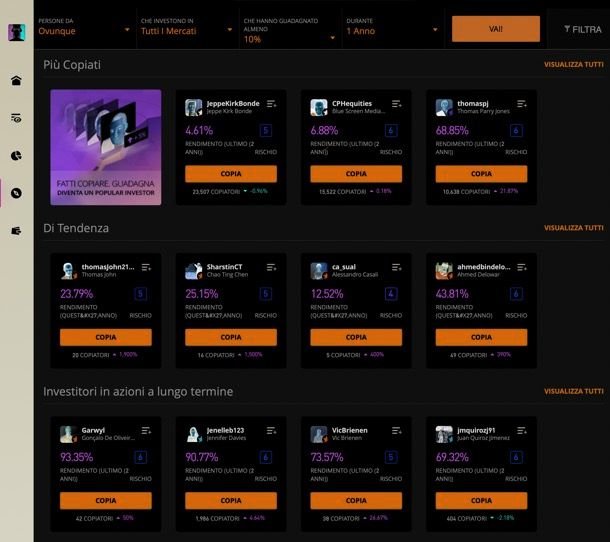 PERSONE DA
Ovunque
CHE INVESTONO IN
Tutti I Mercati
CHE HANNO GUADAGNATO ALMENO
10%
DURANTE
1 Anno
VAI!
FILTRA
Più Copiati
VISUALIZA TUTTI
FATTI COPIARE, GUADAGNA
DIVENTA UN POPULAR INVESTOR
JeppeKirkBonde
Jeppe Kirk Bonde
4.61%
5
RENDIMENTO (ULTIMO (2 ANNI))
RISCHIO
COPIA
23,507 COPIATORI -0.96%
CPHequities
Blue Screen Media...
6.88%
6
RENDIMENTO (ULTIMO (2 ANNI))
RISCHIO
COPIA
15,522 COPIATORI 0.18%
thomaspj
Thomas Parry Jones
68.85%
6
RENDIMENTO (ULTIMO (2 ANNI))
RISCHIO
COPIA
10,638 COPIATORI 21.87%
Di Tendenza
VISUALIZZA TUTTI
thomasJohn21...
Thomas John
23.79%
5
RENDIMENTO (QUEST&#X27;ANNO)
RISCHIO
COPIA
20 COPIATORI 1,900%
SharstinCT
Chao Ting Chen
25.15%
5
RENDIMENTO (QUEST&#X27;ANNO)
RISCHIO
COPIA
16 COPIATORI 1,500%
ca_sual
Alessandro Casali
12.52%
4
RENDIMENTO (QUEST&#X27;ANNO)
RISCHIO
COPIA
5 COPIATORI 400%
ahmedbindelo...
Ahmed Delowar
43.81%
6
RENDIMENTO (QUEST&#X27;ANNO)
RISCHIO
COPIA
49 COPIATORI 390%
Investitori in azioni a lungo termine
VISUALIZZA TUTTI
Garwyl
Gonçalo De Oliveir...
93.35%
6
RENDIMENTO (ULTIMO (2 ANNI))
RISCHIO
COPIA
42 COPIATORI 50%
Jenelleb123
Jennifer Davies
90.77%
6
RENDIMENTO (ULTIMO (2 ANNI))
RISCHIO
COPIA
1,986 COPIATORI 4.64%
VicBrienen
Vic Brienen
73.57%
5
RENDIMENTO (ULTIMO (2 ANNI))
RISCHIO
COPIA
38 COPIATORI 26.67%
jmquirozj91
Juan Quiroz Jimenez
69.32%
6
RENDIMENTO (ULTIMO (2 ANNI))
RISCHIO
COPIA
404 COPIATORI -2.18%